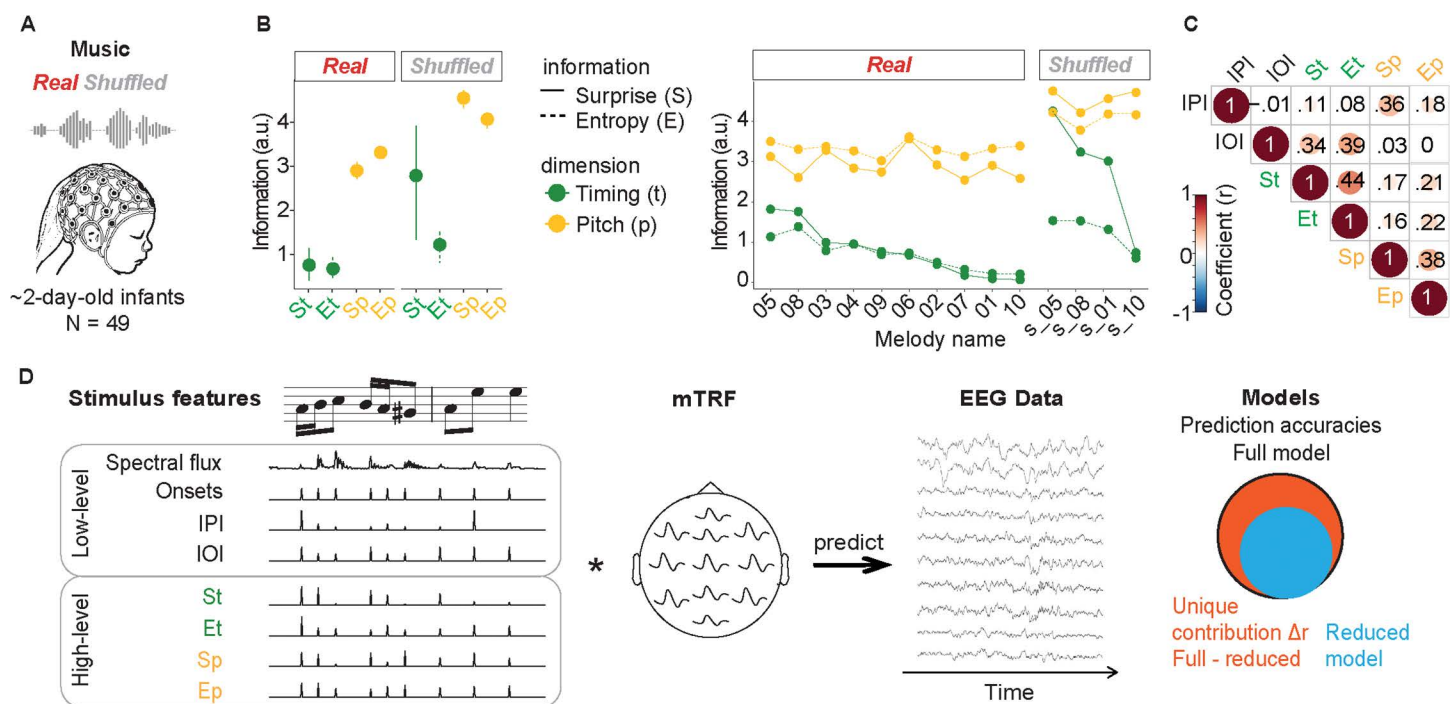 A
Music
Real Shuffled
~2-day-old infants
N = 49
B
Real
Shuffled
Information (a.u.)
4
3
2
1
St
Et
Sp
Ep
St
Et
Sp
Ep
information
Surprise (S)
Entropy (E)
dimension
Timing (t)
Pitch (p)
Real
Shuffled
Information (a.u.)
4
3
2
1
0
05
08
03
04
09
06
02
07
01
10
s_05
s_08
s_01
s_10
Melody name
C
IPI
IOI
St
Et
Sp
Ep
IPI 1 -.01 .11 .08 .36 .18
IOI 1 .34 .39 .03 0
St 1 .44 .17 .21
Et 1 .16 .22
Sp 1 .38
Ep 1
1
0
-1
Coefficient (r)
D
Stimulus features
Low-level
Spectral flux
Onsets
IPI
IOI
High-level
St
Et
Sp
Ep
*
mTRF
predict
EEG Data
Time
Models
Prediction accuracies
Full model
Unique
contribution Δr
Full - reduced
Reduced
model